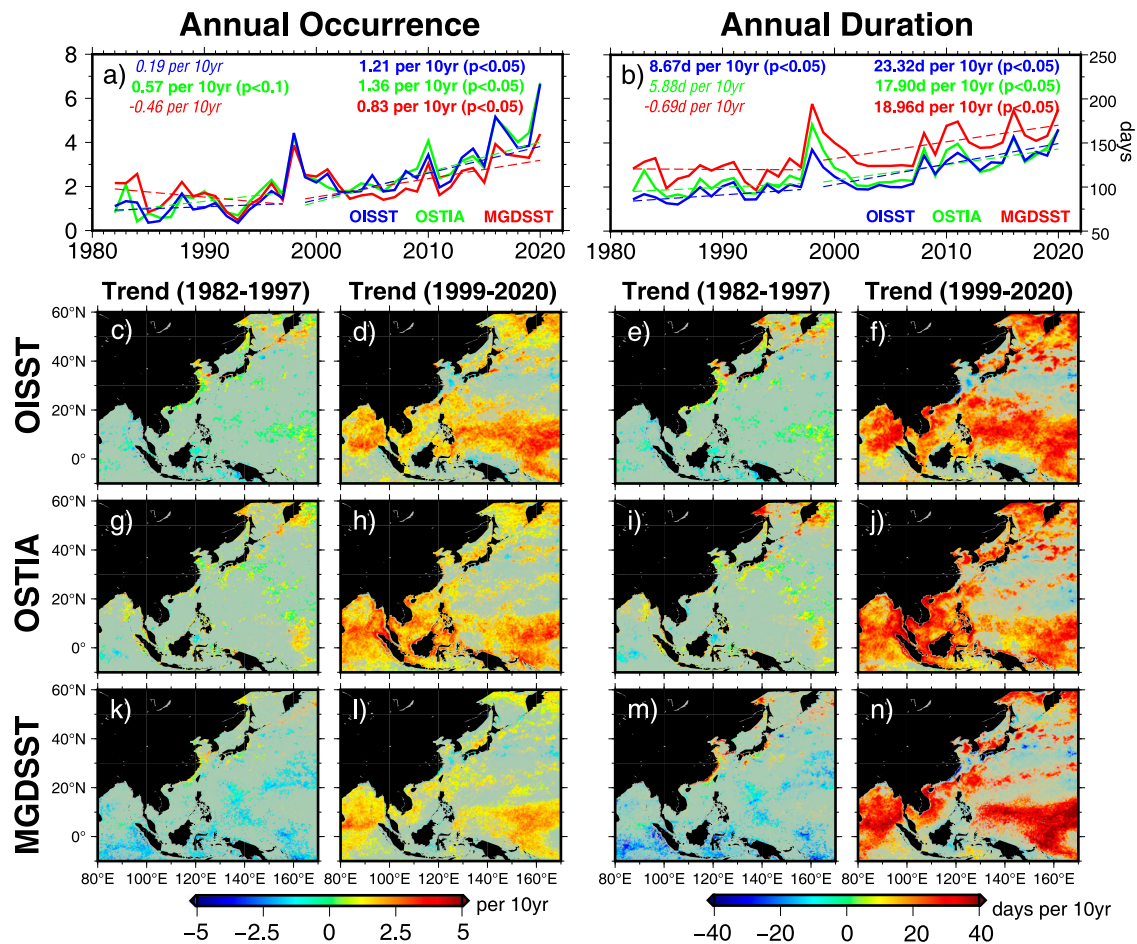 Annual Occurrence
Annual Duration
a)
0.19 per 10yr
1.21 per 10yr (p<0.05)
0.57 per 10yr (p<0.1)
1.36 per 10yr (p<0.05)
-0.46 per 10yr
0.83 per 10yr (p<0.05)
8
6
4
2
0
OISST OSTIA MGDSST
1980 1990 2000 2010 2020
b)
8.67d per 10yr (p<0.05)
23.32d per 10yr (p<0.05)
5.88d per 10yr
17.90d per 10yr (p<0.05)
-0.69d per 10yr
18.96d per 10yr (p<0.05)
250
200
150
100
50
days
OISST OSTIA MGDSST
1980 1990 2000 2010 2020
Trend (1982-1997) Trend (1999-2020) Trend (1982-1997) Trend (1999-2020)
OISST
60°N
40°N
20°N
0°
c) d) e) f)
OSTIA
60°N
40°N
20°N
0°
g) h) i) j)
MGDSST
60°N
40°N
20°N
0°
k) l) m) n)
80°E 100°E 120°E 140°E 160°E 80°E 100°E 120°E 140°E 160°E 80°E 100°E 120°E 140°E 160°E 80°E 100°E 120°E 140°E 160°E
per 10yr
−5 −2.5 0 2.5 5
days per 10yr
−40 −20 0 20 40